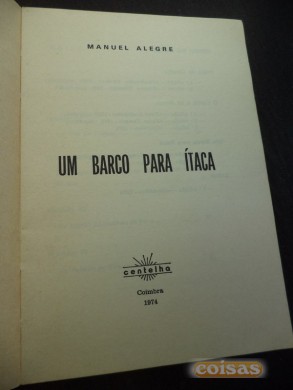 MANUEL ALEGRE
UM BARCO PARA ÍTACA
centelha
Coimbra
1974
coisas